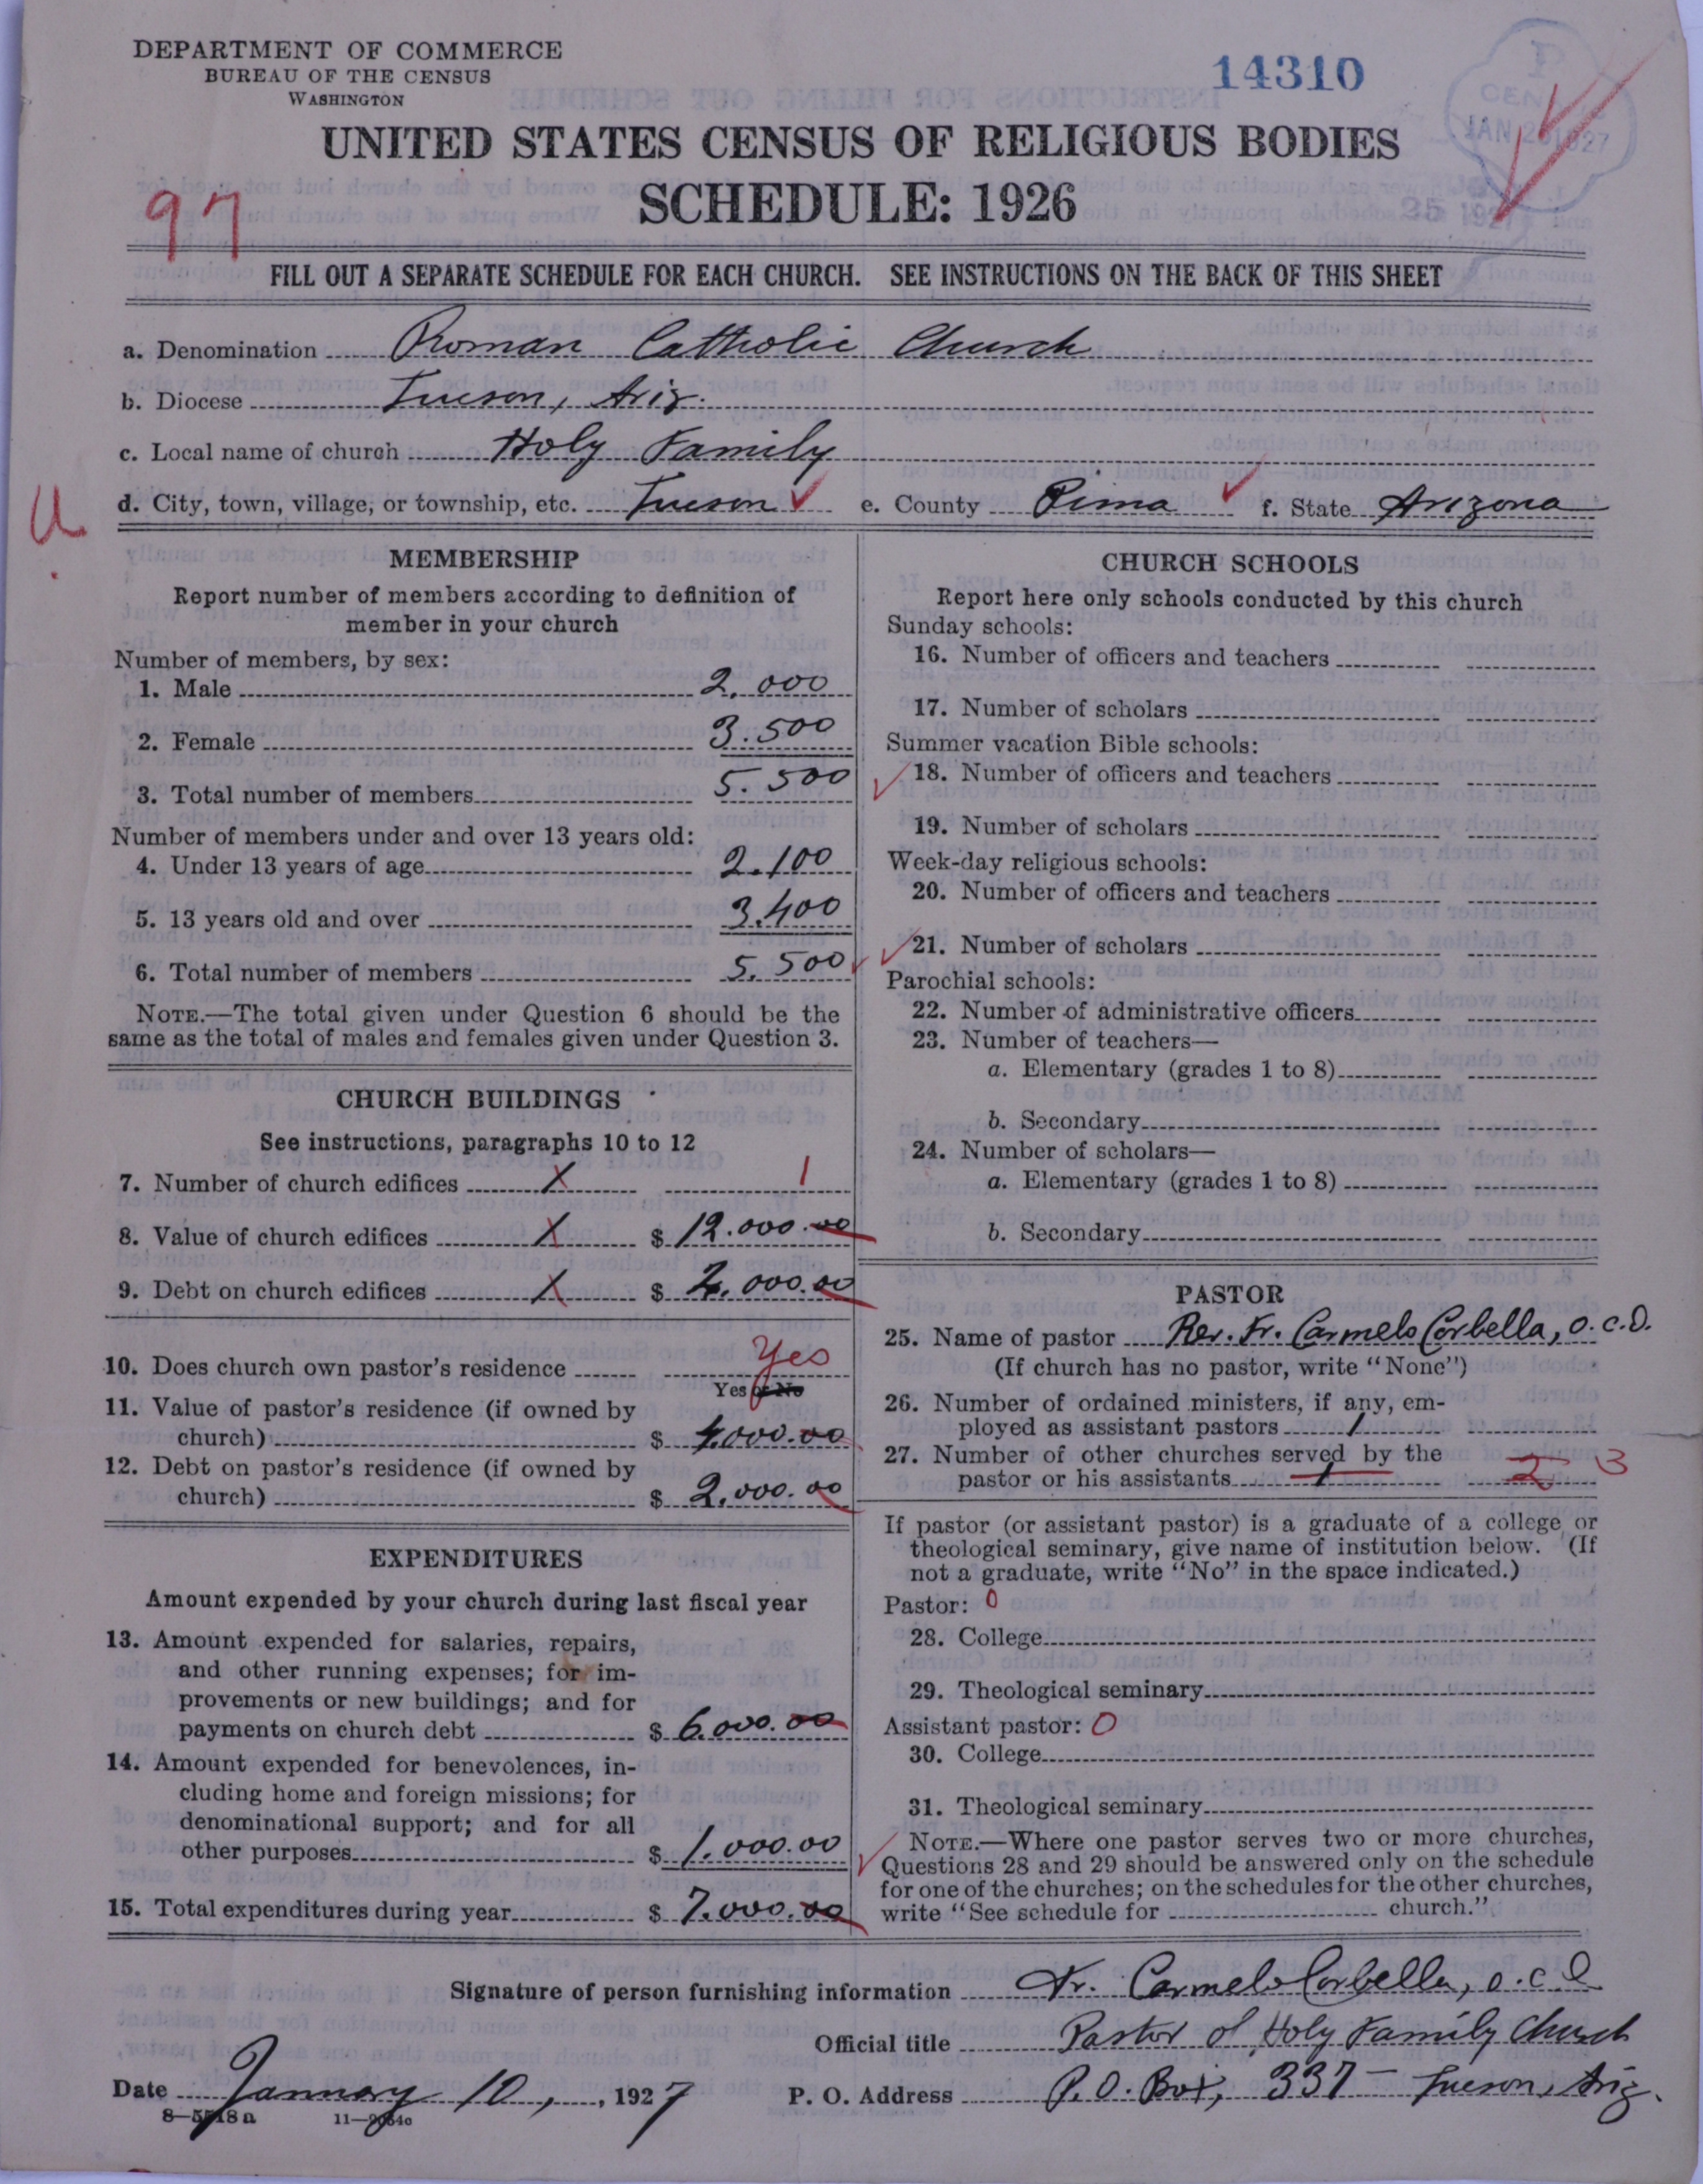 DEPARTMENT OF COMMERCE
BUREAU OF THE CENSUS
WASHINGTON
14310
JAN 2 1927
UNITED STATES CENSUS OF RELIGIOUS BODIES
SCHEDULE: 1926
97
25 1927
FILL OUT A SEPARATE SCHEDULE FOR EACH CHURCH. SEE INSTRUCTIONS ON THE BACK OF THIS SHEET
a. Denomination Roman Catholic Church
b. Diocese Tucson, Ariz.
c. Local name of church Holy Family
d. City, town, village, or township, etc. Tucson e. County Pima f. State Arizona
U.
MEMBERSHIP
Report number of members according to definition of
member in your church
Number of members, by sex:
1. Male 2.000
2. Female 3.500
3. Total number of members 5.500
Number of members under and over 13 years old:
4. Under 13 years of age 2.100
5. 13 years old and over 3.400
6. Total number of members 5.500
NOTE.—The total given under Question 6 should be the
same as the total of males and females given under Question 3.
CHURCH BUILDINGS
See instructions, paragraphs 10 to 12
7. Number of church edifices X 1
8. Value of church edifices X $ 12.000.00
9. Debt on church edifices X $ 2.000.00
10. Does church own pastor's residence Yes
Yes or No
11. Value of pastor's residence (if owned by
church) $ 4.000.00
12. Debt on pastor's residence (if owned by
church) $ 2.000.00
EXPENDITURES
Amount expended by your church during last fiscal year
13. Amount expended for salaries, repairs,
and other running expenses; for im-
provements or new buildings; and for
payments on church debt $ 6.000.00
14. Amount expended for benevolences, in-
cluding home and foreign missions; for
denominational support; and for all
other purposes $ 1.000.00
15. Total expenditures during year $ 7.000.00
CHURCH SCHOOLS
Report here only schools conducted by this church
Sunday schools:
16. Number of officers and teachers
17. Number of scholars
Summer vacation Bible schools:
18. Number of officers and teachers
19. Number of scholars
Week-day religious schools:
20. Number of officers and teachers
21. Number of scholars
Parochial schools:
22. Number of administrative officers
23. Number of teachers—
a. Elementary (grades 1 to 8)
b. Secondary
24. Number of scholars—
a. Elementary (grades 1 to 8)
b. Secondary
PASTOR
25. Name of pastor Rev. Fr. Carmelo Corbella, o.c.D.
(If church has no pastor, write "None")
26. Number of ordained ministers, if any, em-
ployed as assistant pastors 1
27. Number of other churches served by the
pastor or his assistants 1 2 3
If pastor (or assistant pastor) is a graduate of a college or
theological seminary, give name of institution below. (If
not a graduate, write "No" in the space indicated.)
Pastor: 0
28. College
29. Theological seminary
Assistant pastor: 0
30. College
31. Theological seminary
NOTE.—Where one pastor serves two or more churches,
Questions 28 and 29 should be answered only on the schedule
for one of the churches; on the schedules for the other churches,
write "See schedule for church."
Signature of person furnishing information Fr. Carmelo Corbella, o.c.d
Official title Pastor of Holy Family Church
Date January 10, 1927 P. O. Address P.O. Box, 337 - Tucson, Ariz.